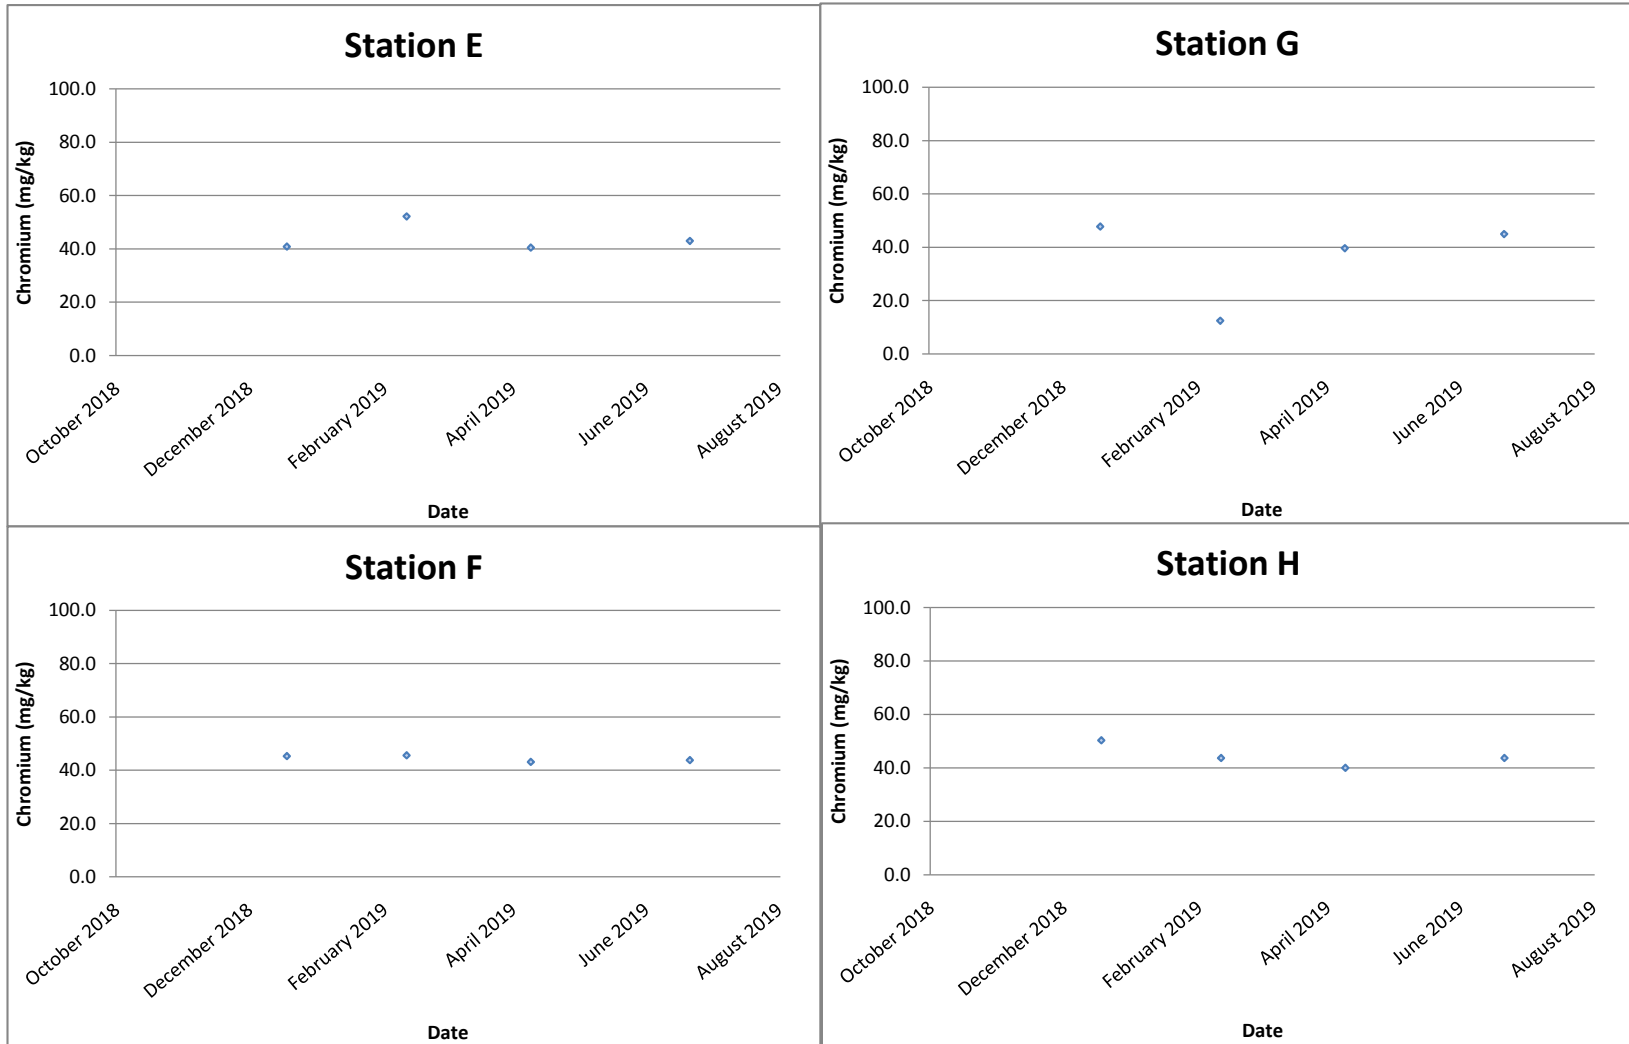 Station E
Chromium (mg/kg)
100.0
80.0
60.0
40.0
20.0
0.0
October 2018
December 2018
February 2019
April 2019
June 2019
August 2019
Date
Station G
Chromium (mg/kg)
100.0
80.0
60.0
40.0
20.0
0.0
October 2018
December 2018
February 2019
April 2019
June 2019
August 2019
Date
Station F
Chromium (mg/kg)
100.0
80.0
60.0
40.0
20.0
0.0
October 2018
December 2018
February 2019
April 2019
June 2019
August 2019
Date
Station H
Chromium (mg/kg)
100.0
80.0
60.0
40.0
20.0
0.0
October 2018
December 2018
February 2019
April 2019
June 2019
August 2019
Date